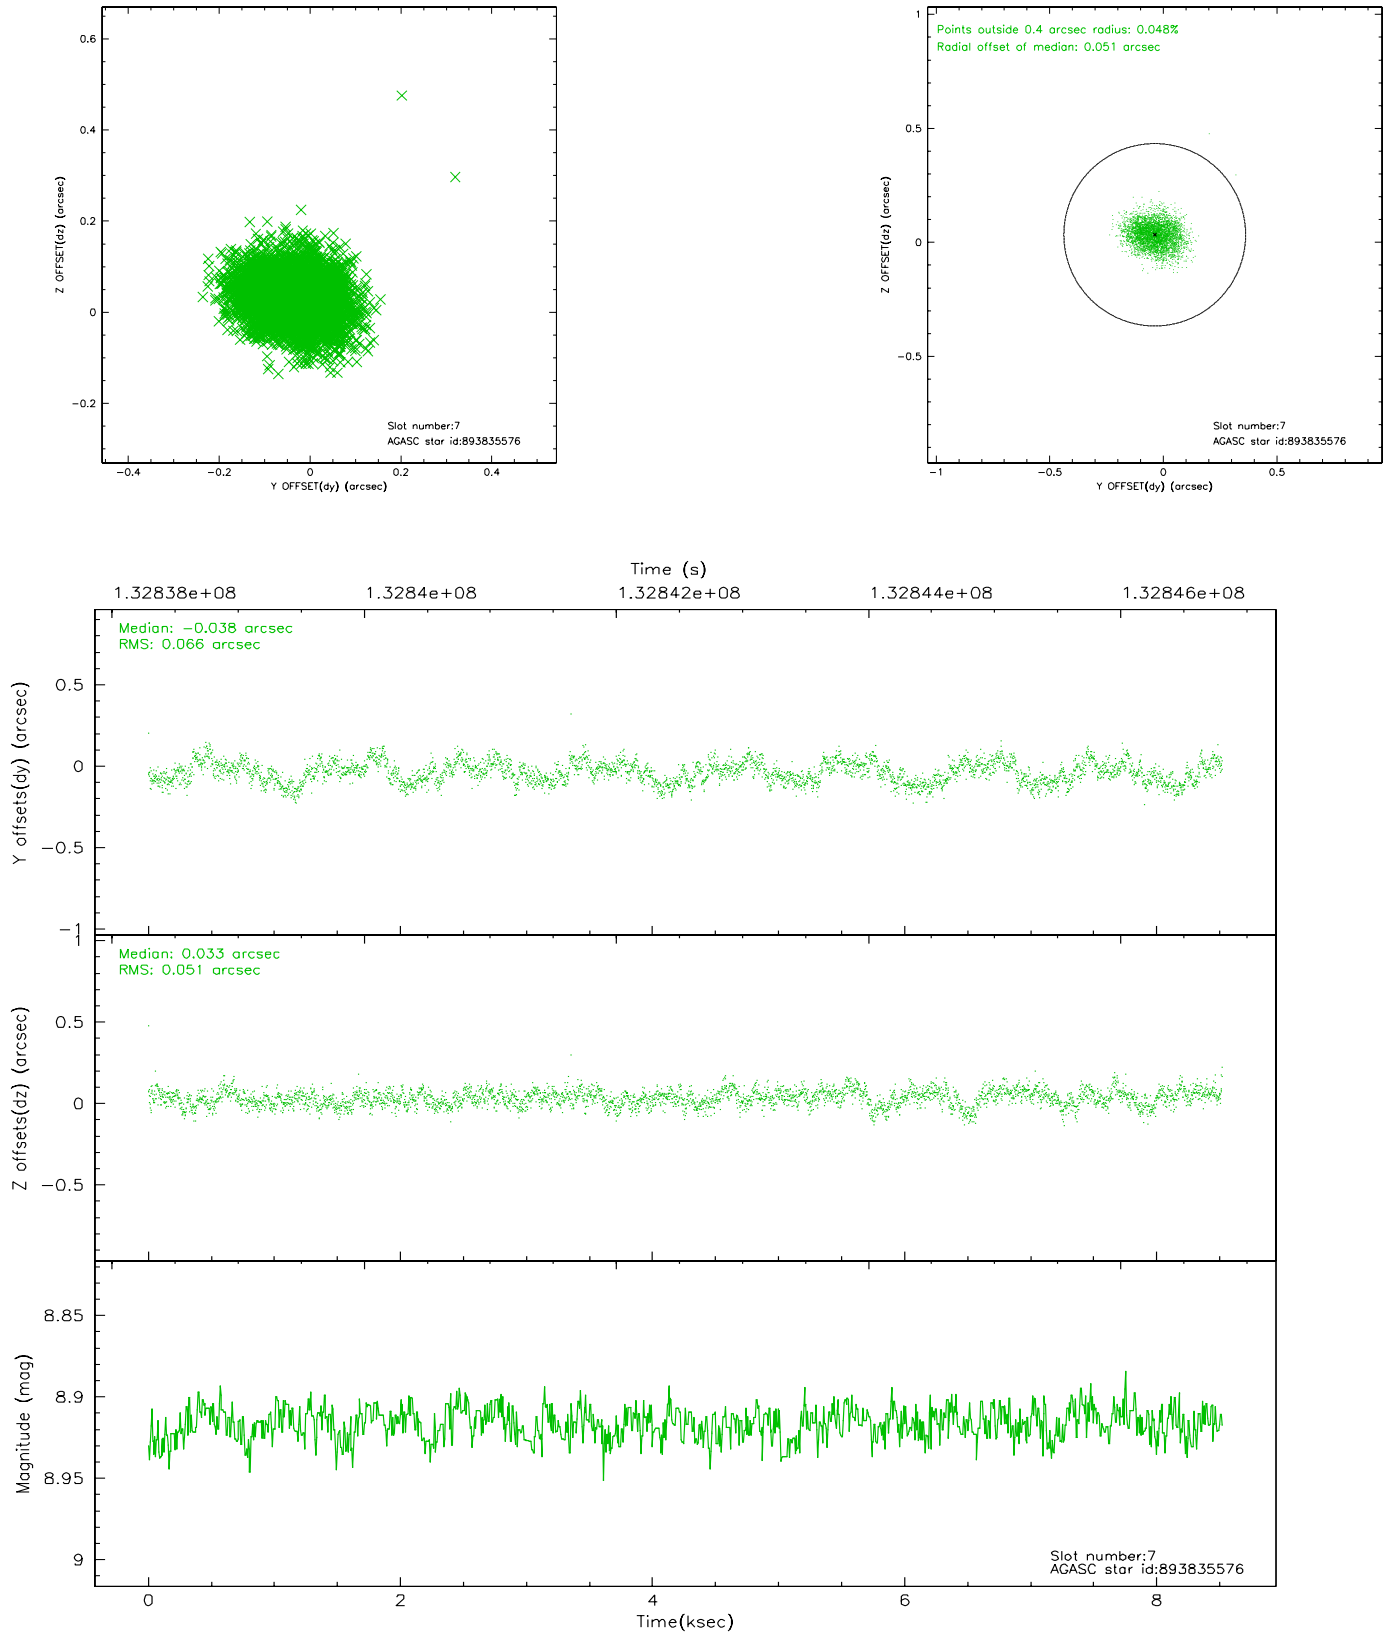 0.6
0.4
0.2
0
-0.2
-0.4
-0.2
0
0.2
0.4
Z OFFSET(dz) (arcsec)
Y OFFSET(dy) (arcsec)
Slot number:7
AGASC star id:893835576
Points outside 0.4 arcsec radius: 0.048%
Radial offset of median: 0.051 arcsec
1
0.5
0
-0.5
-1
-0.5
0
0.5
Z OFFSET(dz) (arcsec)
Y OFFSET(dy) (arcsec)
Slot number:7
AGASC star id:893835576
Time (s)
1.32838e+08
1.3284e+08
1.32842e+08
1.32844e+08
1.32846e+08
Median: -0.038 arcsec
RMS: 0.066 arcsec
0.5
0
-0.5
-1
Y offsets(dy) (arcsec)
Median: 0.033 arcsec
RMS: 0.051 arcsec
1
0.5
0
-0.5
Z offsets(dz) (arcsec)
8.85
8.9
8.95
9
Magnitude (mag)
Slot number:7
AGASC star id:893835576
0
2
4
6
8
Time(ksec)